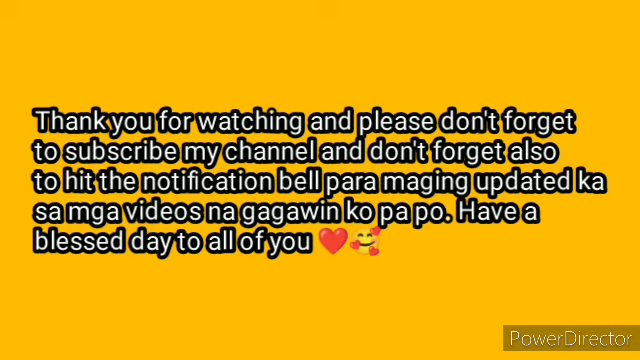 Thank you for watching and please don't forget
to subscribe my channel and don't forget also
to hit the notification bell para maging updated ka
sa mga videos na gagawin ko pa po. Have a
blessed day to all of you ❤️🥰
PowerDirector